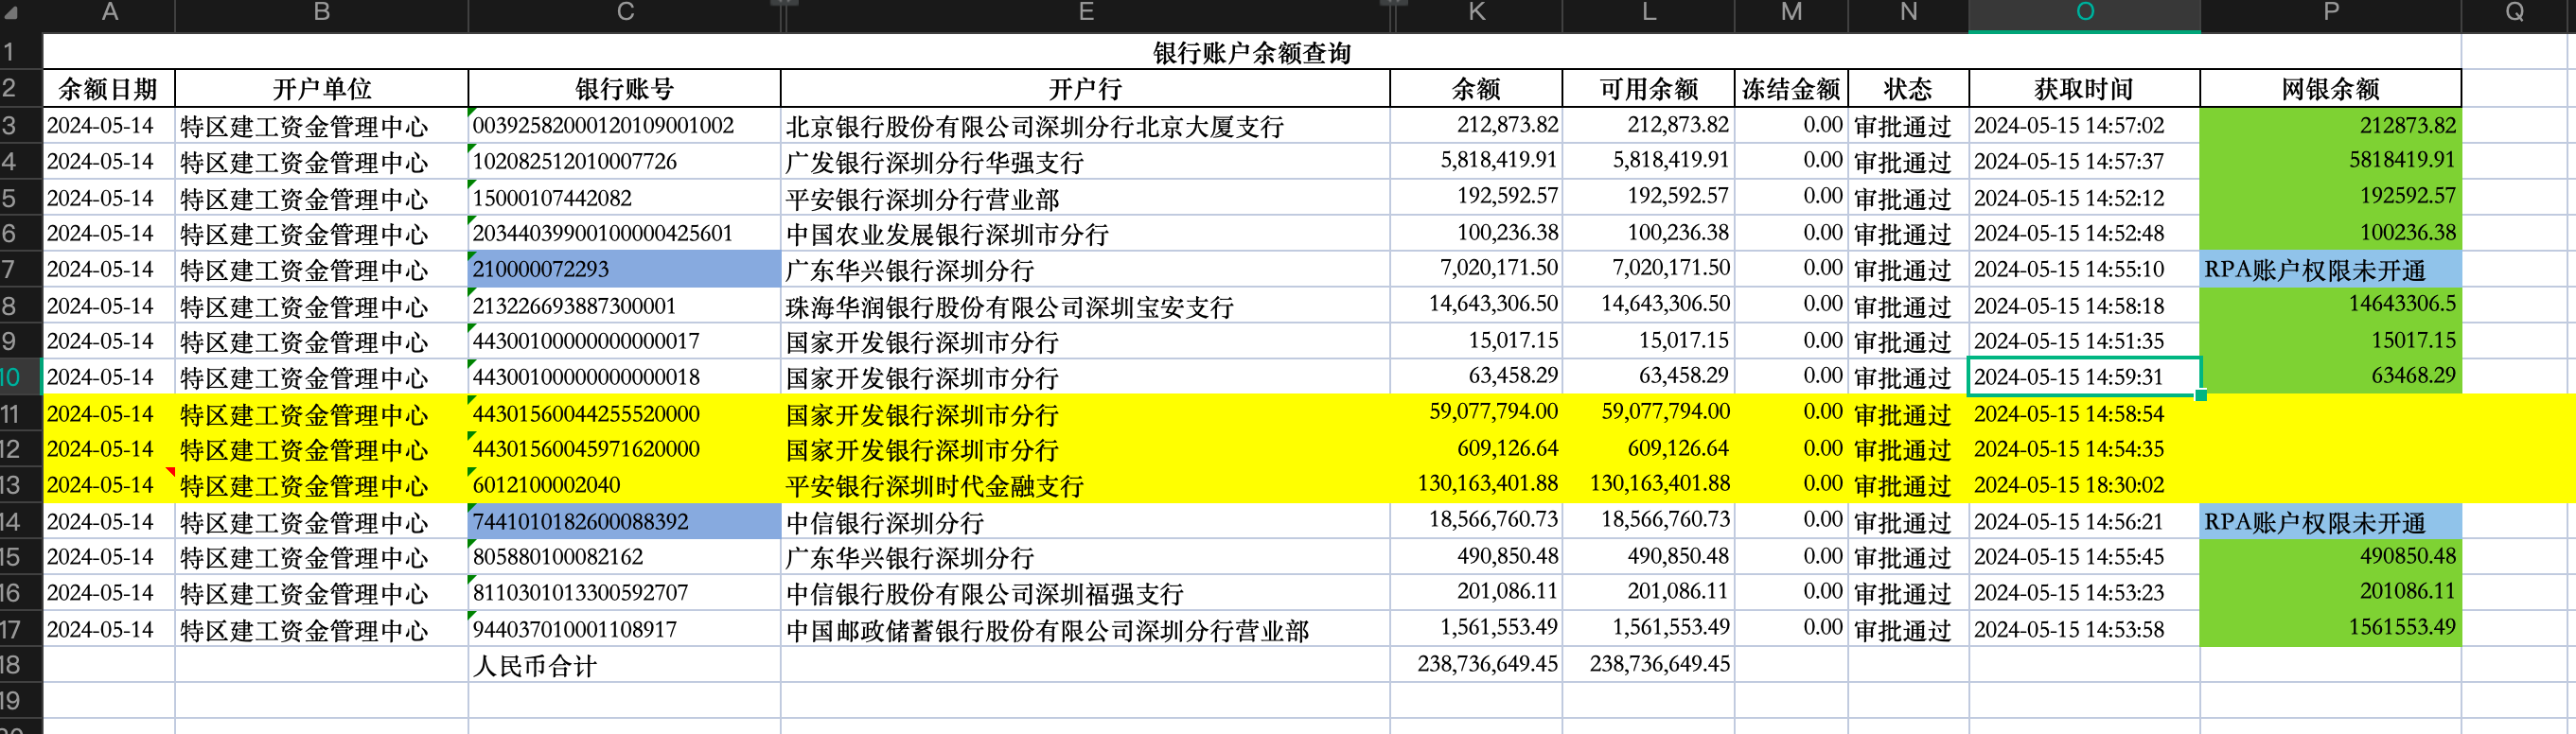 A B C E K L M N O P Q
1 银行账户余额查询
2 余额日期 开户单位 银行账号 开户行 余额 可用余额 冻结金额 状态 获取时间 网银余额
3 2024-05-14 特区建工资金管理中心 00392582000120109001002 北京银行股份有限公司深圳分行北京大厦支行 212,873.82 212,873.82 0.00 审批通过 2024-05-15 14:57:02 212873.82
4 2024-05-14 特区建工资金管理中心 102082512010007726 广发银行深圳分行华强支行 5,818,419.91 5,818,419.91 0.00 审批通过 2024-05-15 14:57:37 5818419.91
5 2024-05-14 特区建工资金管理中心 15000107442082 平安银行深圳分行营业部 192,592.57 192,592.57 0.00 审批通过 2024-05-15 14:52:12 192592.57
6 2024-05-14 特区建工资金管理中心 20344039900100000425601 中国农业发展银行深圳市分行 100,236.38 100,236.38 0.00 审批通过 2024-05-15 14:52:48 100236.38
7 2024-05-14 特区建工资金管理中心 210000072293 广东华兴银行深圳分行 7,020,171.50 7,020,171.50 0.00 审批通过 2024-05-15 14:55:10 RPA账户权限未开通
8 2024-05-14 特区建工资金管理中心 213226693887300001 珠海华润银行股份有限公司深圳宝安支行 14,643,306.50 14,643,306.50 0.00 审批通过 2024-05-15 14:58:18 14643306.5
9 2024-05-14 特区建工资金管理中心 44300100000000000017 国家开发银行深圳市分行 15,017.15 15,017.15 0.00 审批通过 2024-05-15 14:51:35 15017.15
10 2024-05-14 特区建工资金管理中心 44300100000000000018 国家开发银行深圳市分行 63,458.29 63,458.29 0.00 审批通过 2024-05-15 14:59:31 63468.29
11 2024-05-14 特区建工资金管理中心 44301560044255520000 国家开发银行深圳市分行 59,077,794.00 59,077,794.00 0.00 审批通过 2024-05-15 14:58:54
12 2024-05-14 特区建工资金管理中心 44301560045971620000 国家开发银行深圳市分行 609,126.64 609,126.64 0.00 审批通过 2024-05-15 14:54:35
13 2024-05-14 特区建工资金管理中心 6012100002040 平安银行深圳时代金融支行 130,163,401.88 130,163,401.88 0.00 审批通过 2024-05-15 18:30:02
14 2024-05-14 特区建工资金管理中心 7441010182600088392 中信银行深圳分行 18,566,760.73 18,566,760.73 0.00 审批通过 2024-05-15 14:56:21 RPA账户权限未开通
15 2024-05-14 特区建工资金管理中心 805880100082162 广东华兴银行深圳分行 490,850.48 490,850.48 0.00 审批通过 2024-05-15 14:55:45 490850.48
16 2024-05-14 特区建工资金管理中心 8110301013300592707 中信银行股份有限公司深圳福强支行 201,086.11 201,086.11 0.00 审批通过 2024-05-15 14:53:23 201086.11
17 2024-05-14 特区建工资金管理中心 944037010001108917 中国邮政储蓄银行股份有限公司深圳分行营业部 1,561,553.49 1,561,553.49 0.00 审批通过 2024-05-15 14:53:58 1561553.49
18 人民币合计 238,736,649.45 238,736,649.45
19